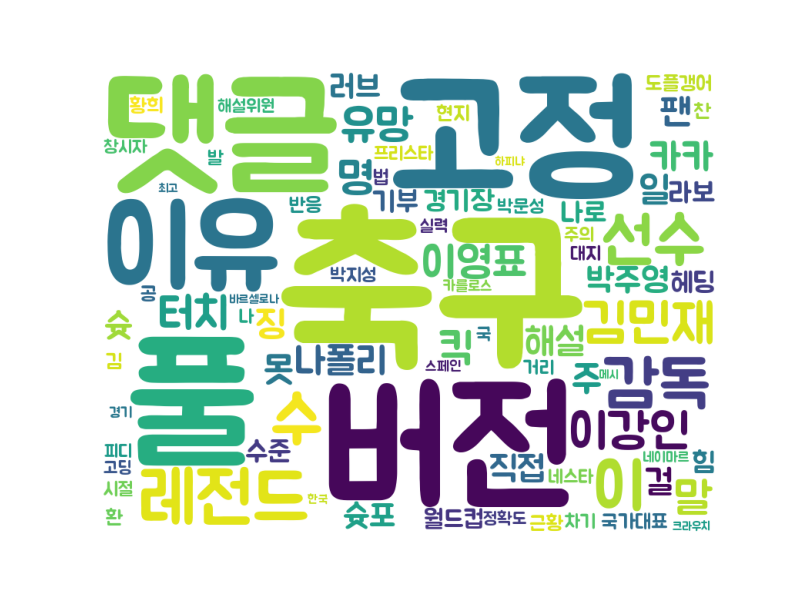 댓글 고정
황희 해설위원 러브 유망 현지 도플갱어 팬 찬
창시자 발 최고 명 법 프리스타 하피냐 카카
반응 기부 경기장 박문성 나로 일 라보
이유 축구 실력 주의 선수
박지성 이영표 카를로스 대지 박주영 헤딩
공 바르셀로나
슛 터치 나 징 킥 국 해설 김민재
김 풀 못 나폴리 스페인 거리 주 메시 감독
경기 수 버전 이강인
피디 수준 직접 네스타 네이마르 힘
고딩 이 걸
시절 레전드 한국 말
환 슛포 월드컵 정확도 근황 차기 국가대표 크라우치